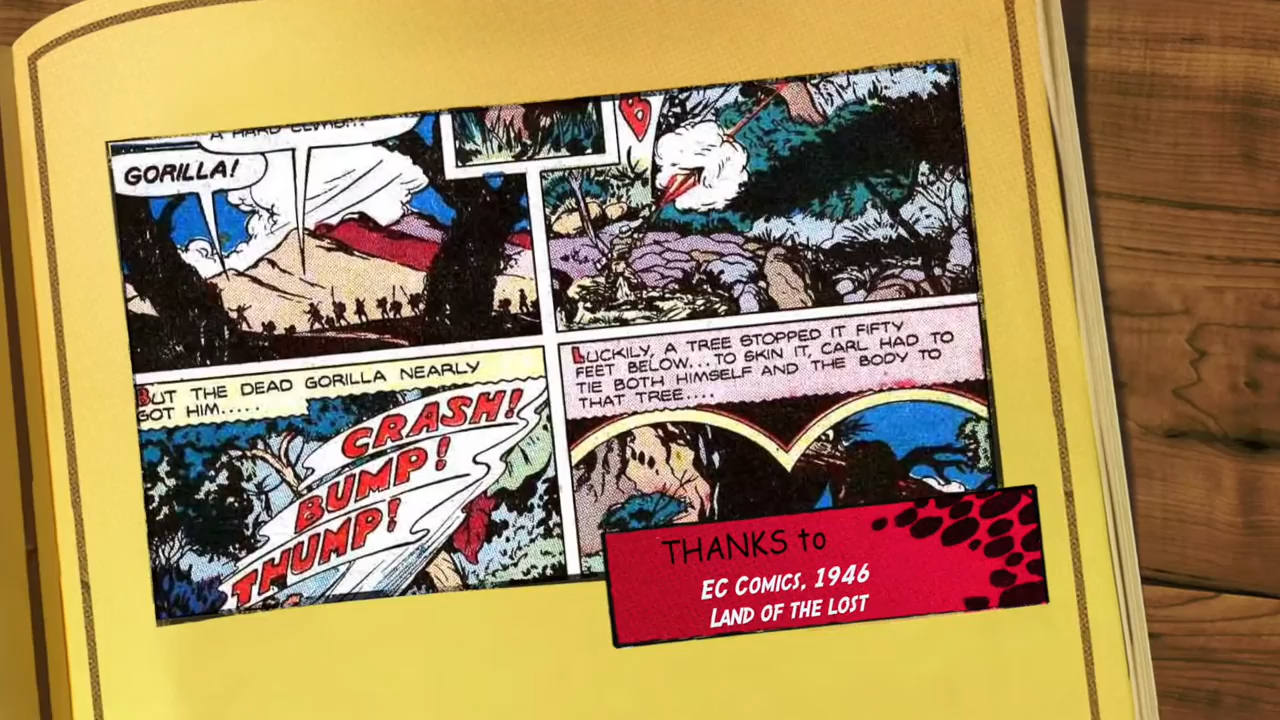 A HARD CLIMB...
GORILLA!
B
BUT THE DEAD GORILLA NEARLY
GOT HIM.....
CRASH!
BUMP!
THUMP!
LUCKILY, A TREE STOPPED IT FIFTY
FEET BELOW...TO SKIN IT, CARL HAD TO
TIE BOTH HIMSELF AND THE BODY TO
THAT TREE....
THANKS to
EC COMICS, 1946
LAND OF THE LOST